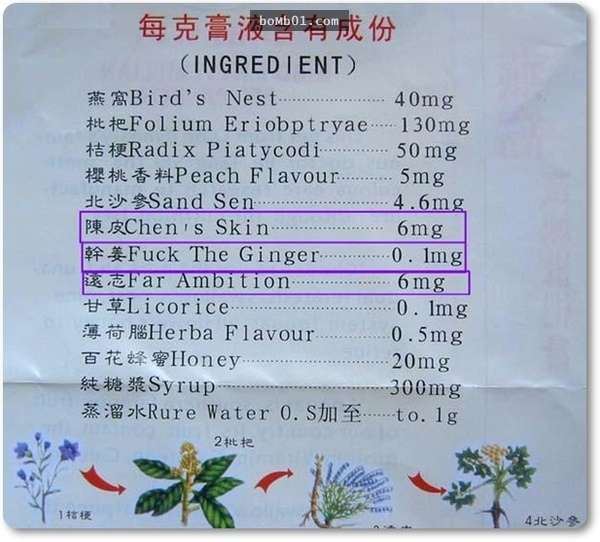 boMb01.com
每克膏液含有成份
(INGREDIENT)
燕窩Bird's Nest 40mg
枇杷Folium Eriobptryae 130mg
桔梗Radix Piatycodi 50mg
櫻桃香料Peach Flavour 5mg
北沙參Sand Sen 4.6mg
陳皮Chen's Skin 6mg
幹姜Fuck The Ginger 0.1mg
遠志Far Ambition 6mg
甘草Licorice 0.1mg
薄荷腦Herba Flavour 0.5mg
百花蜂蜜Honey 20mg
純糖漿Syrup 300mg
蒸溜水Rure Water O.S加至 to.1g
2枇杷
1桔梗
4北沙參